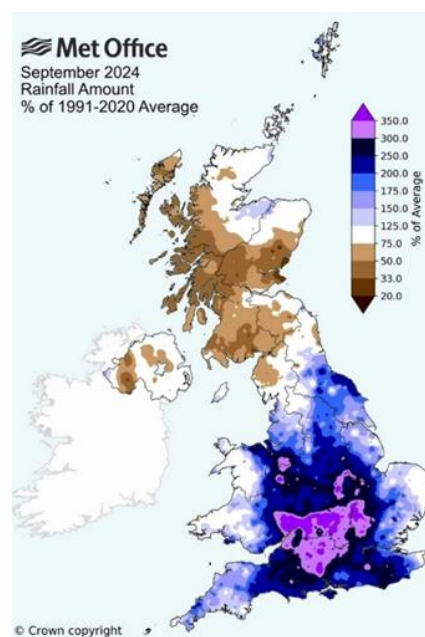 Met Office
September 2024
Rainfall Amount
% of 1991-2020 Average
350.0
300.0
250.0
200.0
175.0
150.0
125.0
75.0
50.0
33.0
20.0
% of Average
© Crown copyright